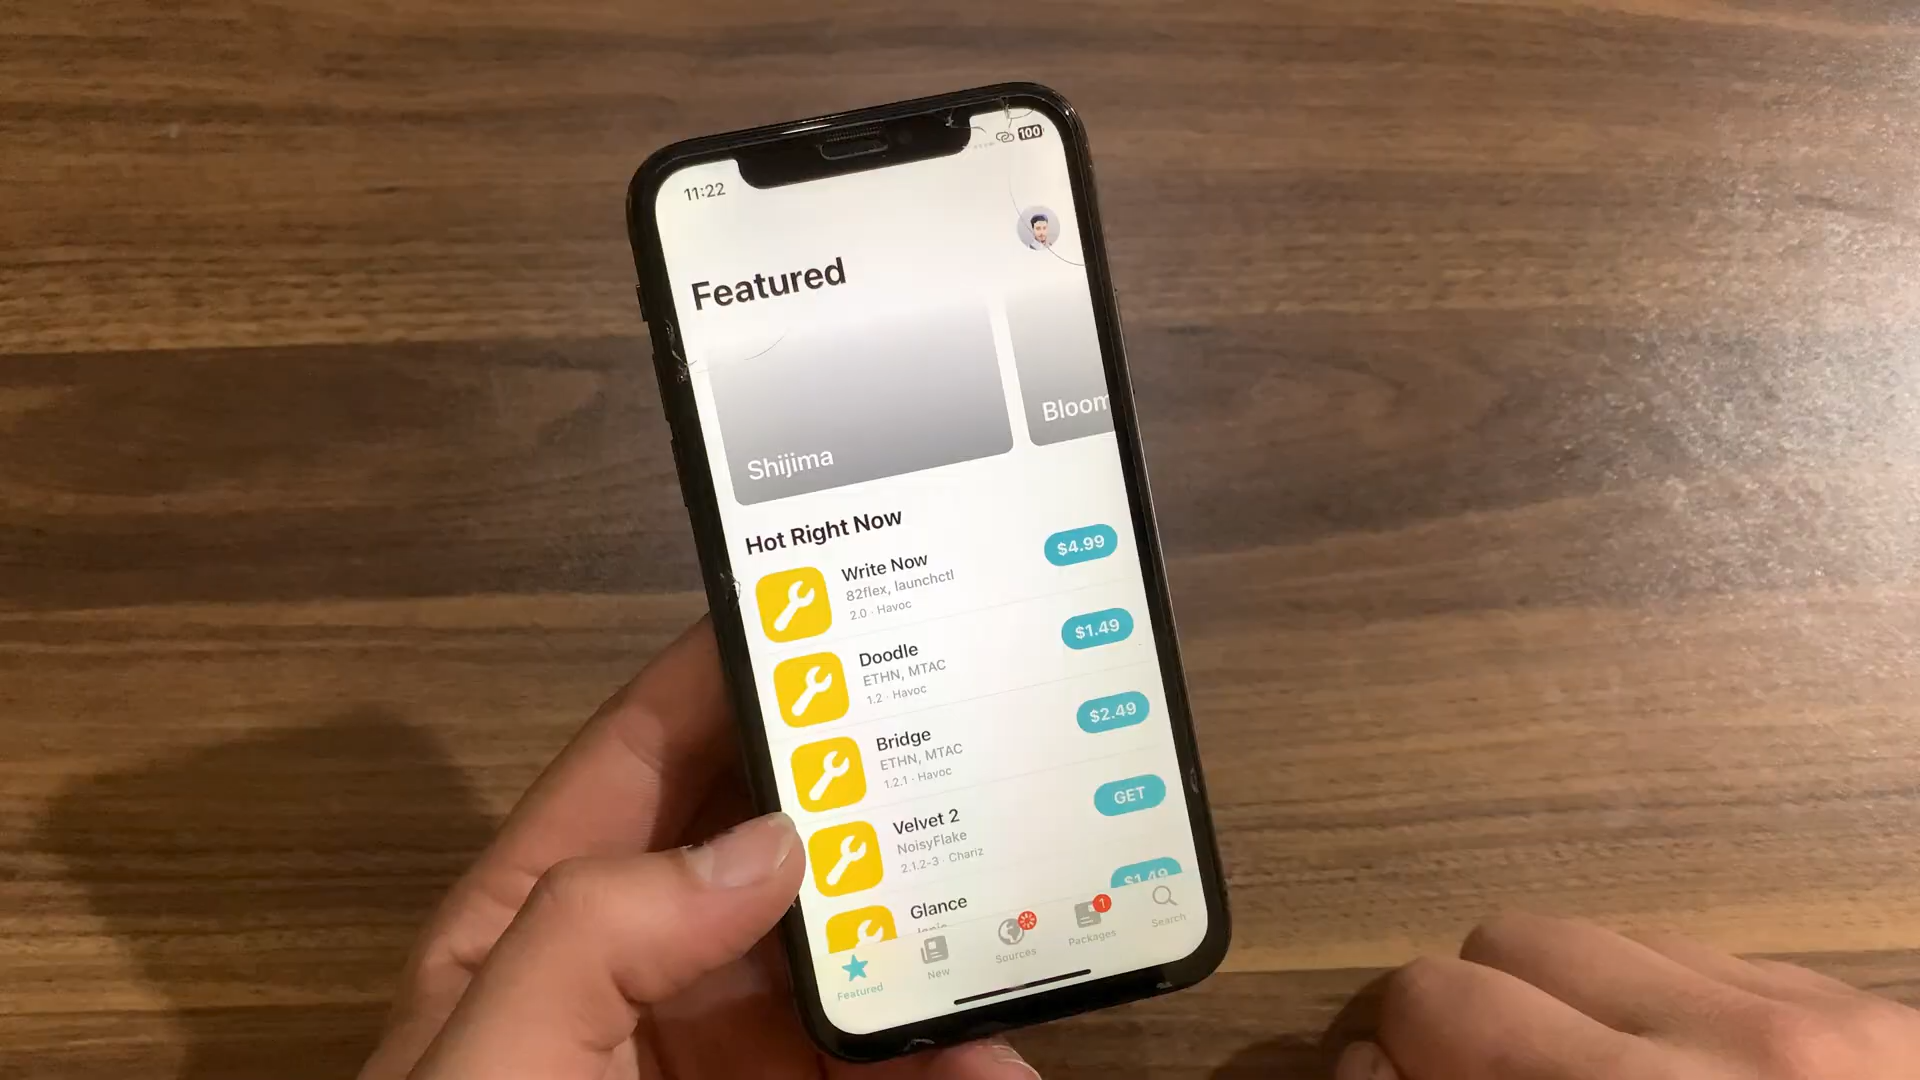 11:22
100
Featured
Shijima
Bloom
Hot Right Now
Write Now
82flex, launchctl
2.0 · Havoc
$4.99
Doodle
ETHN, MTAC
1.2 · Havoc
$1.49
Bridge
ETHN, MTAC
1.2.1 · Havoc
$2.49
Velvet 2
NoisyFlake
2.1.2-3 · Chariz
GET
Glance
$1.49
Featured
New
Sources
1
Packages
Search